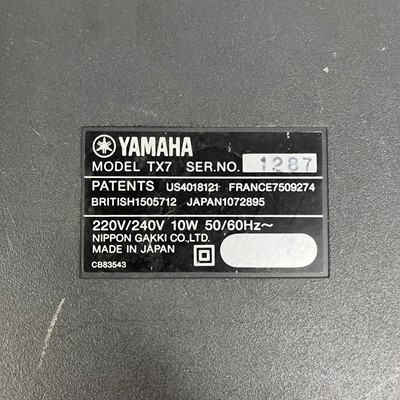 YAMAHA
MODEL TX7 SER.NO. 1287
PATENTS US4018121 FRANCE7509274
BRITISH1505712 JAPAN1072895
220V/240V 10W 50/60Hz~
NIPPON GAKKI CO.,LTD.
MADE IN JAPAN
CB83543